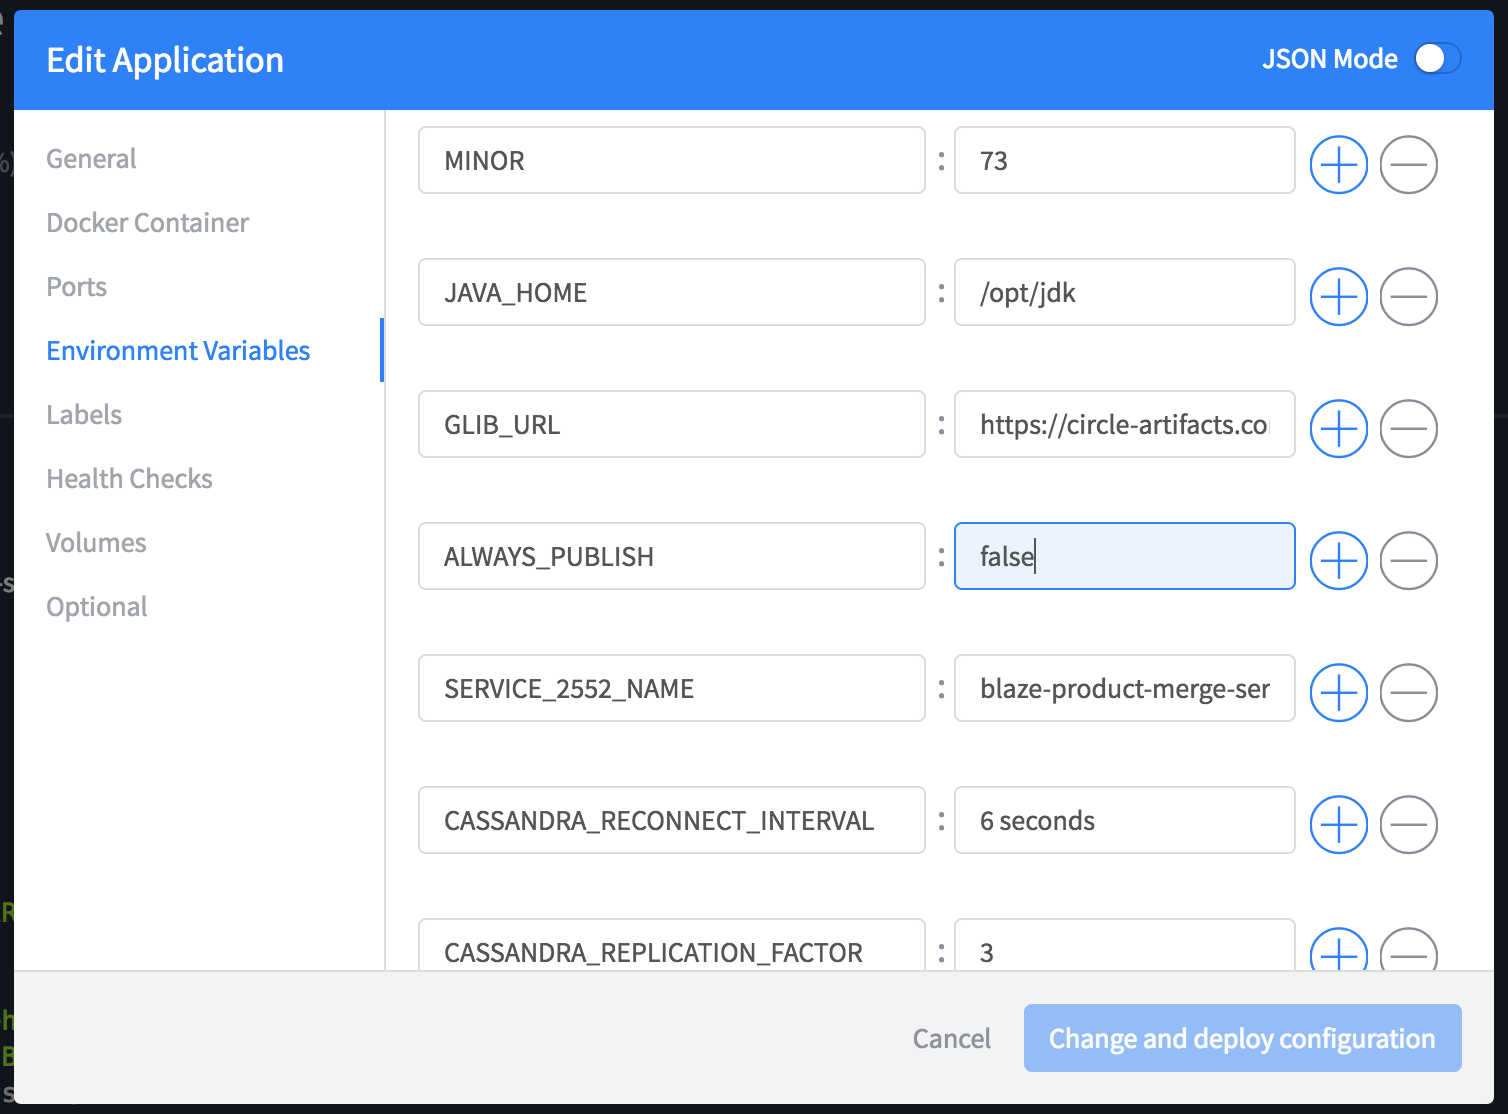 Edit Application
JSON Mode
General
Docker Container
Ports
Environment Variables
Labels
Health Checks
Volumes
Optional
MINOR : 73
JAVA_HOME : /opt/jdk
GLIB_URL : https://circle-artifacts.co
ALWAYS_PUBLISH : false
SERVICE_2552_NAME : blaze-product-merge-ser
CASSANDRA_RECONNECT_INTERVAL : 6 seconds
CASSANDRA_REPLICATION_FACTOR : 3
Cancel
Change and deploy configuration